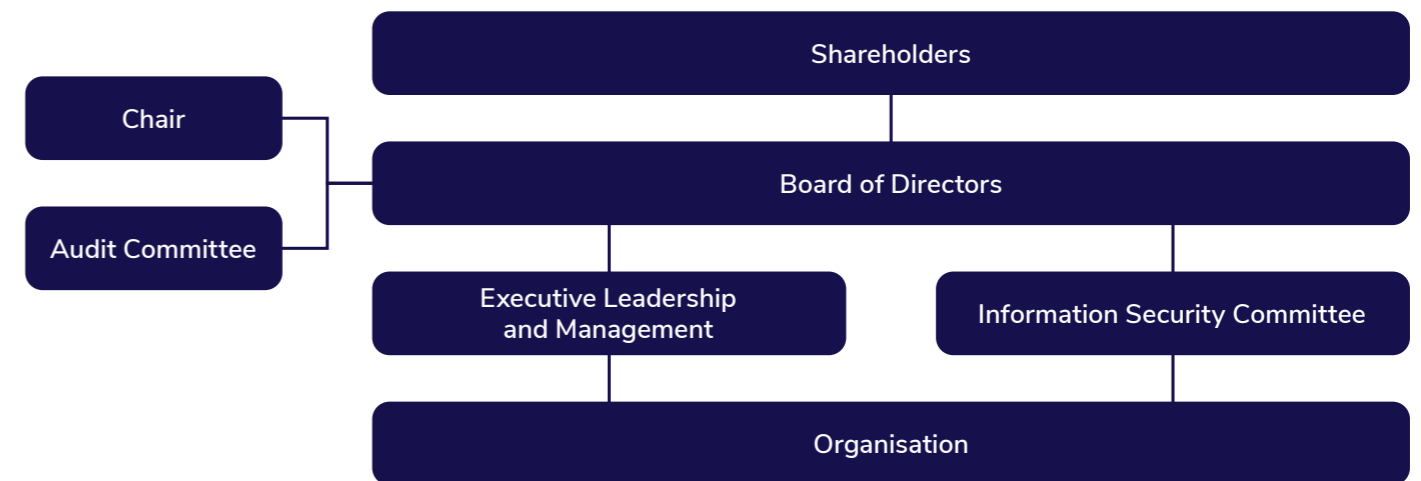 Shareholders
Chair
Board of Directors
Audit Committee
Executive Leadership
and Management
Information Security Committee
Organisation